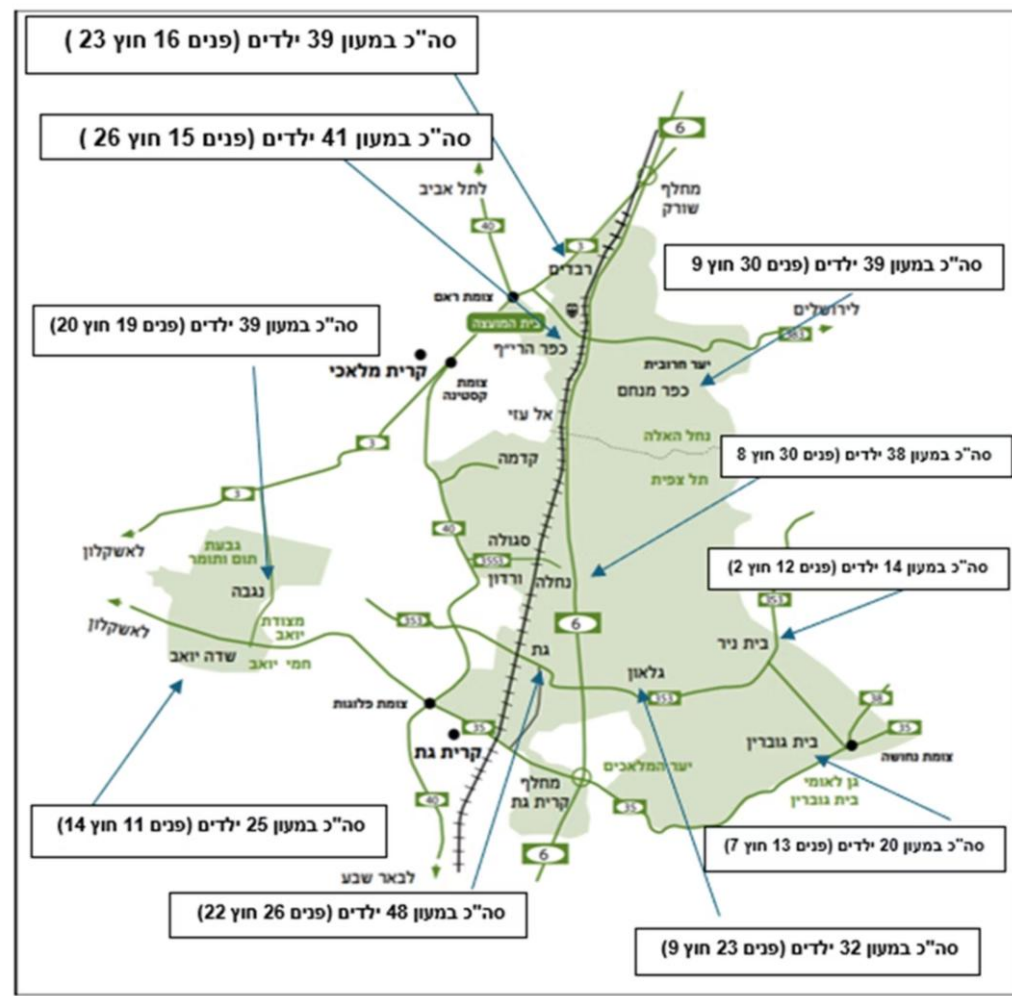 סה"כ במעון 39 ילדים (פנים 16 חוץ 23 )
סה"כ במעון 41 ילדים (פנים 15 חוץ 26 )
6
מחלף
שורק
לתל אביב
40
3
רבדים
סה"כ במעון 39 ילדים (פנים 30 חוץ 9
צומת ראם
לירושלים
383
סה"כ במעון 39 ילדים (פנים 19 חוץ 20)
בית המועצה
כפר הרי"ף
יער חרובית
קרית מלאכי
צומת
קסטינה
כפר מנחם
אל עזי
3
נחל האלה
קדמה
סה"כ במעון 38 ילדים (פנים 30 חוץ 8
תל צפית
3
40
לאשקלון
גבעת
תום ותומר
סגולה
3553
ורדון
נחלה
סה"כ במעון 14 ילדים (פנים 12 חוץ 2)
נגבה
353
לאשקלון
מצודת
יואב
353
6
בית ניר
שדה יואב
חמי יואב
גת
גלאון
353
38
צומת פלוגות
35
35
קרית גת
בית גוברין
צומת נחושה
יער המלאכים
מחלף
קרית גת
גן לאומי
בית גוברין
40
35
סה"כ במעון 25 ילדים (פנים 11 חוץ 14)
6
סה"כ במעון 20 ילדים (פנים 13 חוץ 7)
לבאר שבע
סה"כ במעון 48 ילדים (פנים 26 חוץ 22)
סה"כ במעון 32 ילדים (פנים 23 חוץ 9)